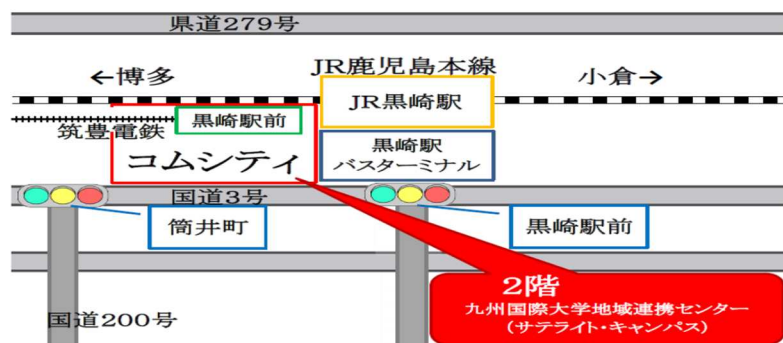 県道279号
JR鹿児島本線
←博多
小倉→
JR黒崎駅
黒崎駅前
筑豊電鉄
黒崎駅
バスターミナル
コムシティ
国道3号
筒井町
黒崎駅前
2階
九州国際大学地域連携センター
(サテライト・キャンパス)
国道200号